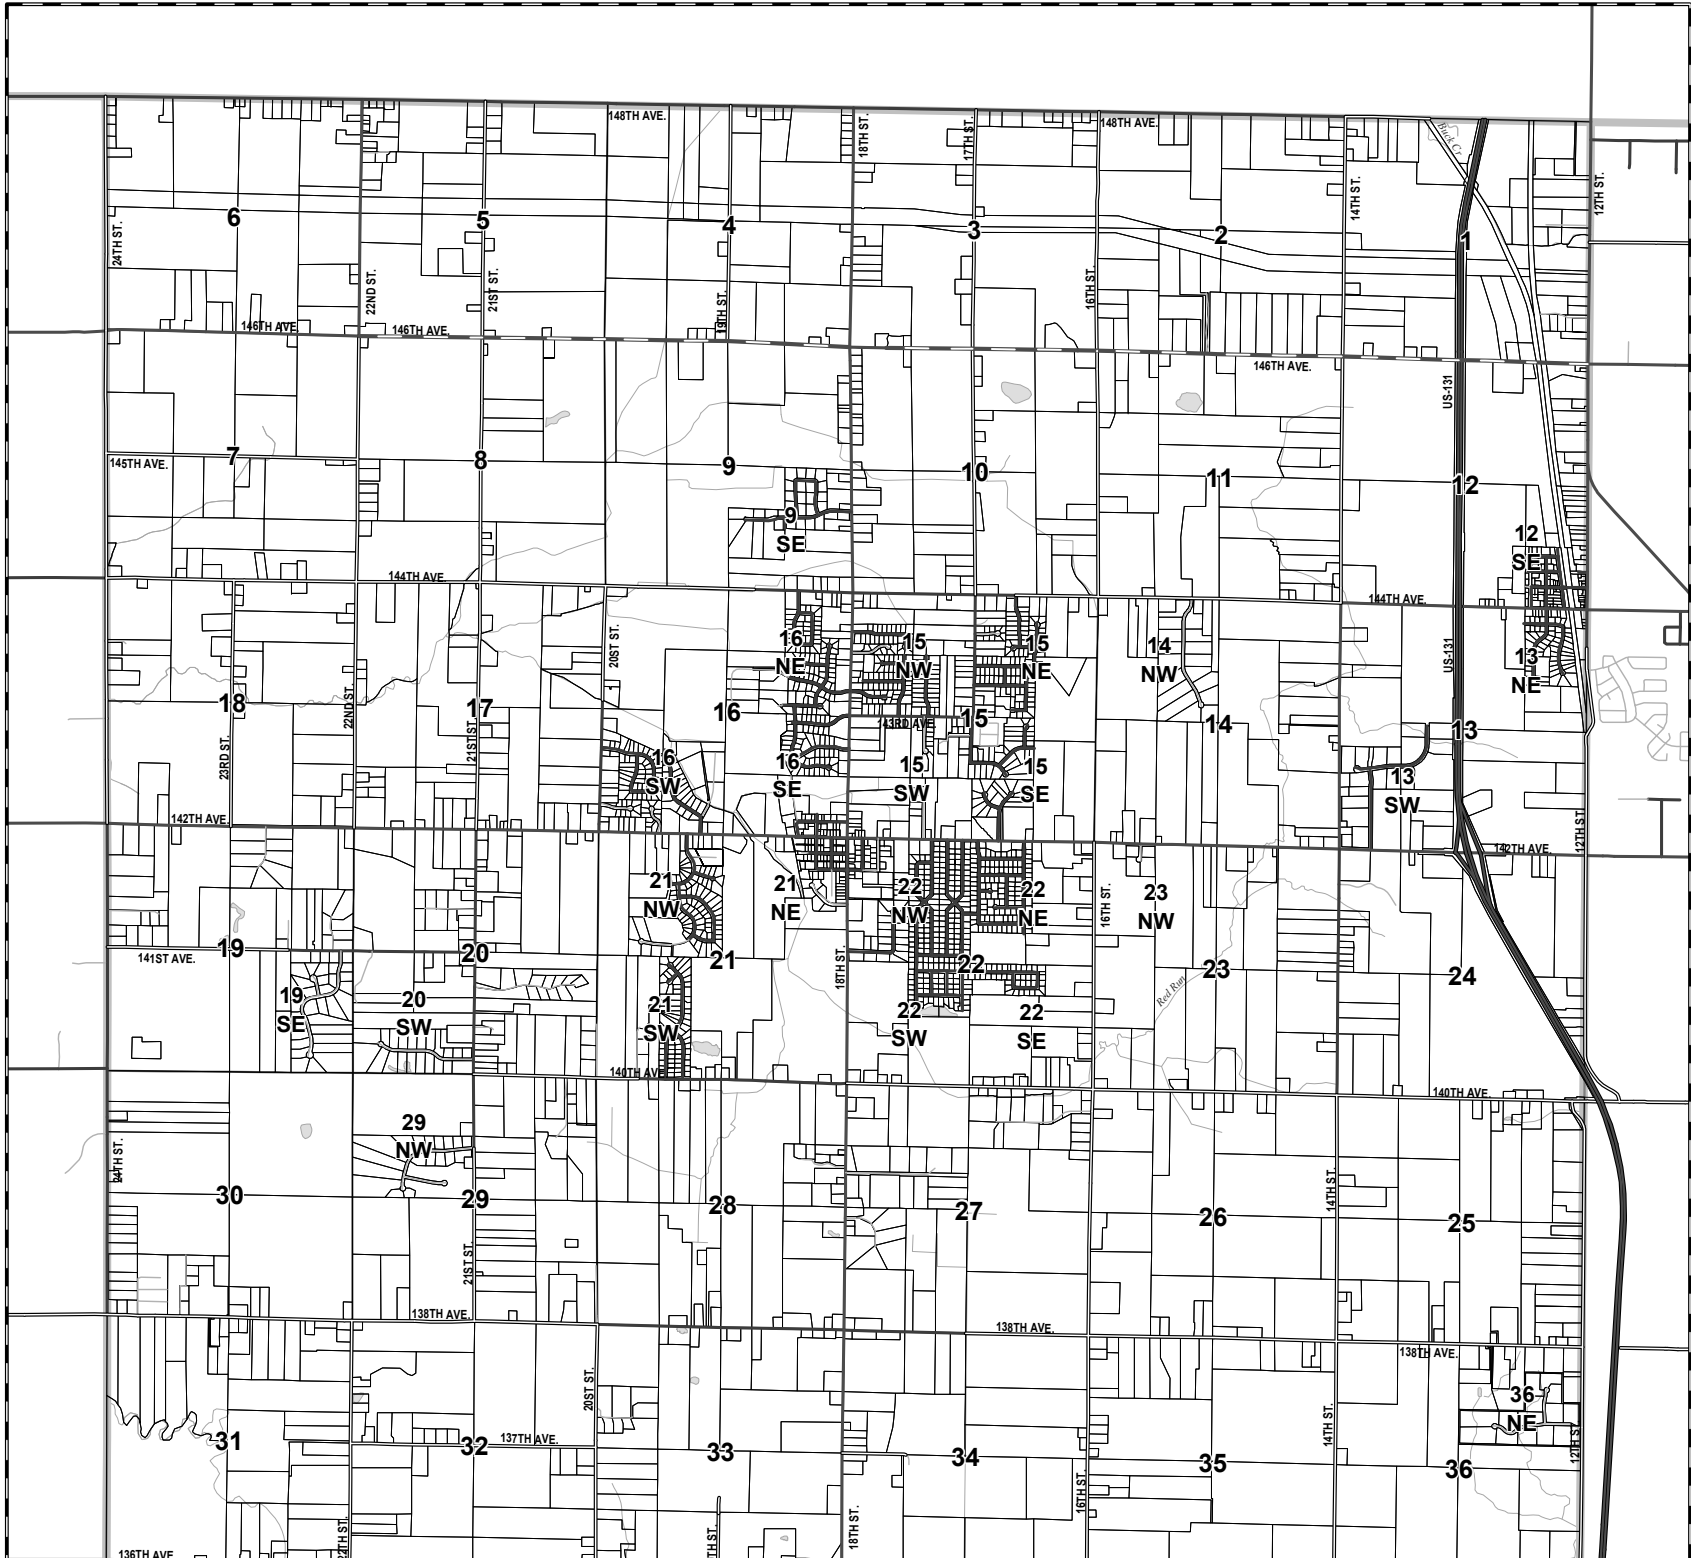 148TH AVE.
18TH ST.
17TH ST.
148TH AVE.
Buck Cr.
24TH ST.
6
22ND ST.
5
21ST ST.
4
19TH ST.
3
16TH ST.
2
14TH ST.
1
12TH ST.
146TH AVE.
146TH AVE.
146TH AVE.
US-131
145TH AVE.
7
8
9
10
11
12
9
SE
12
SE
144TH AVE.
144TH AVE.
20ST ST.
16
NE
15
NW
15
NE
14
NW
US-131
13
NE
18
22ND ST.
17
21ST ST.
16
143RD AVE.
15
14
13
23RD ST.
16
SW
16
SE
15
SW
15
SE
13
SW
142TH AVE.
12TH ST.
142TH AVE.
21
NW
21
NE
22
NW
22
NE
16TH ST.
23
NW
141ST AVE.
19
20
21
18TH ST.
22
23
24
Red Run
19
SE
20
SW
21
SW
22
SW
22
SE
140TH AVE.
140TH AVE.
29
NW
24TH ST.
30
29
28
27
26
14TH ST.
25
21ST ST.
138TH AVE.
138TH AVE.
138TH AVE.
20ST ST.
36
NE
31
32
137TH AVE.
33
34
35
14TH ST.
36
12TH ST.
16TH ST.
18TH ST.
136TH AVE.